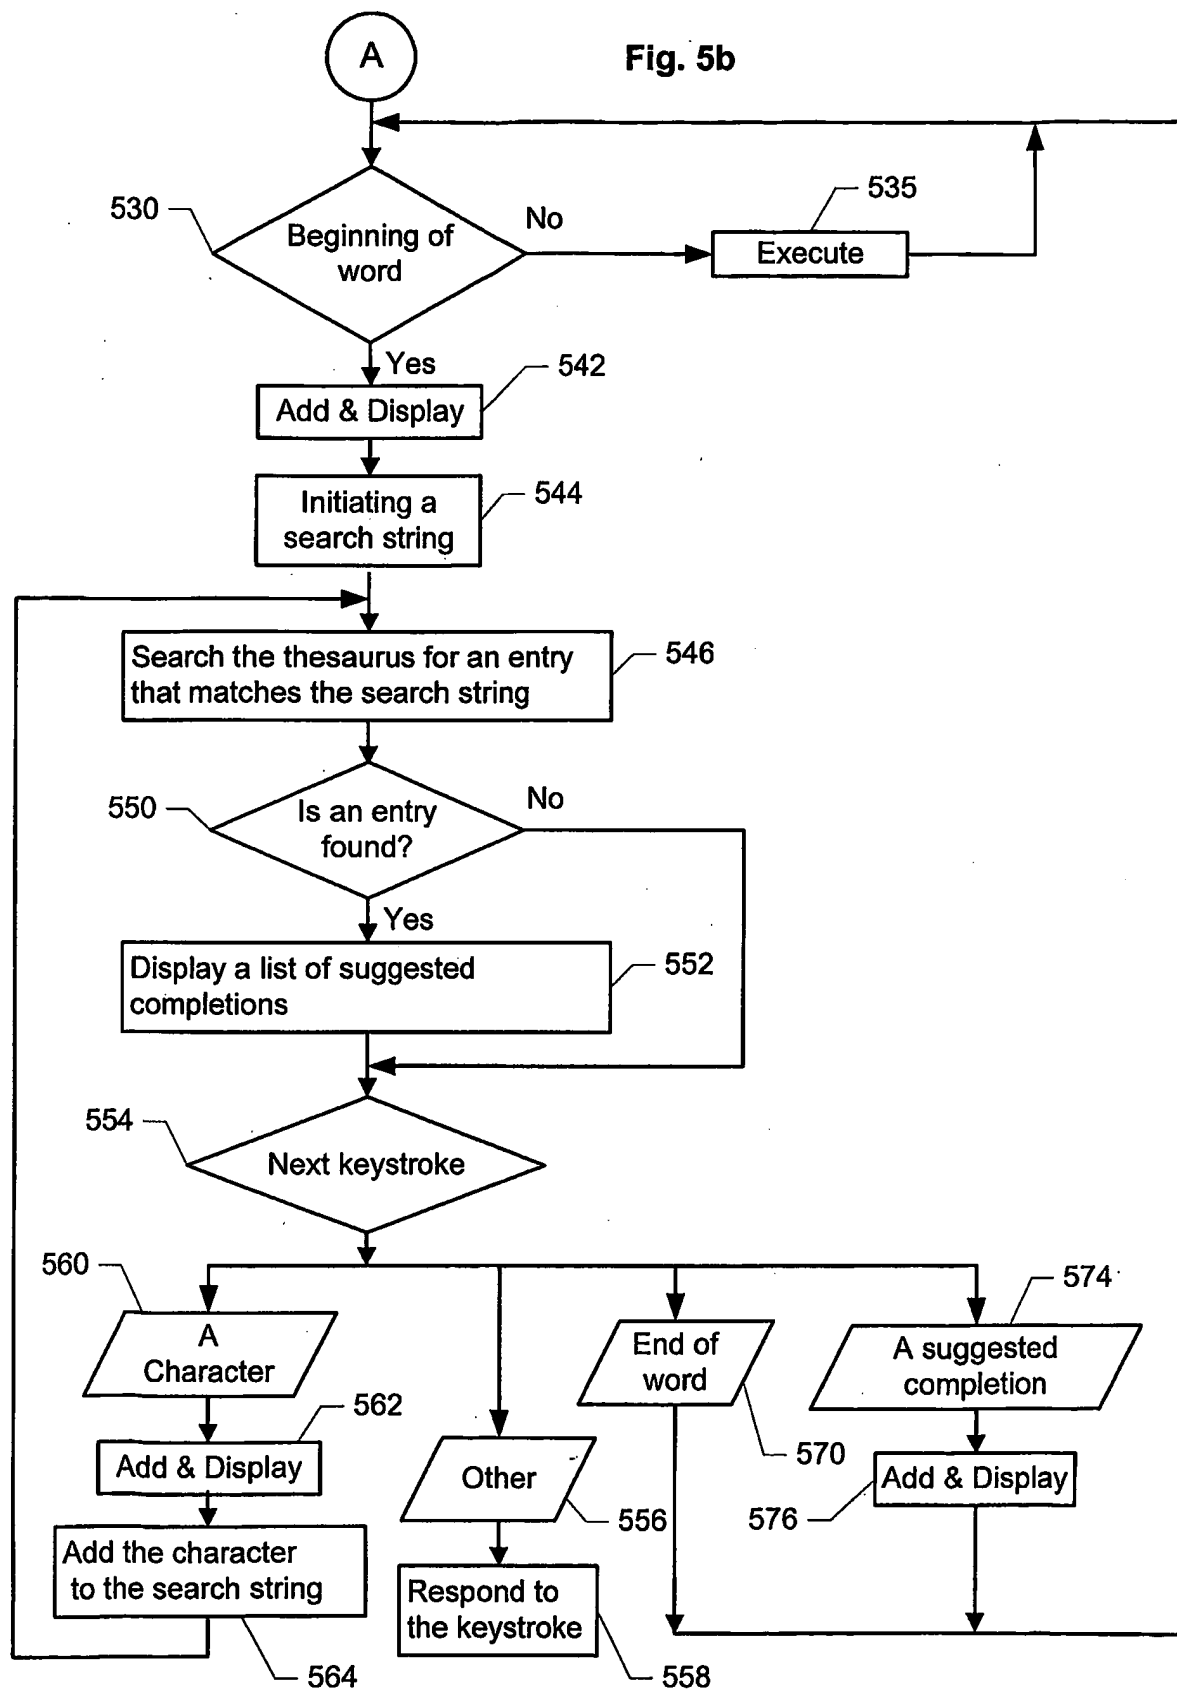 A
Fig. 5b
530
Beginning of
word
No
535
Execute
Yes
542
Add & Display
544
Initiating a
search string
546
Search the thesaurus for an entry
that matches the search string
550
Is an entry
found?
No
Yes
552
Display a list of suggested
completions
554
Next keystroke
560
A
Character
562
Add & Display
Add the character
to the search string
564
Other
556
Respond to
the keystroke
558
End of
word
570
574
A suggested
completion
Add & Display
576